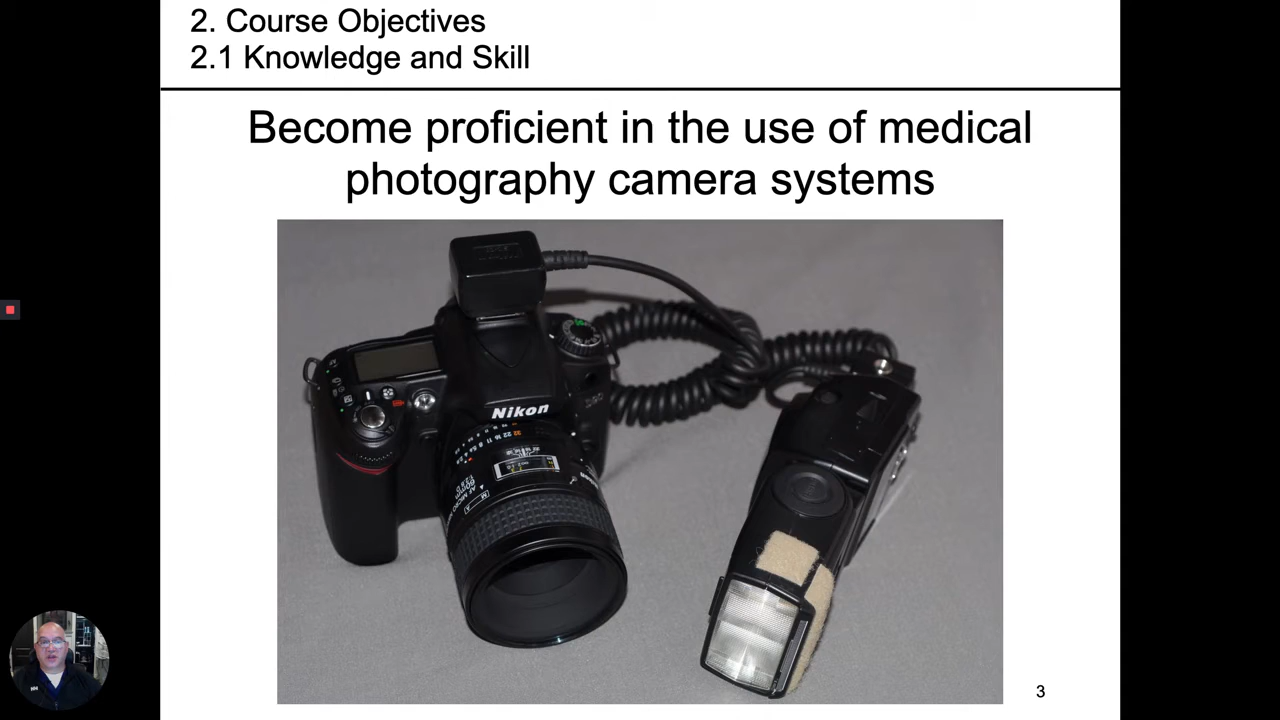 2. Course Objectives
2.1 Knowledge and Skill
Become proficient in the use of medical
photography camera systems
Nikon
3